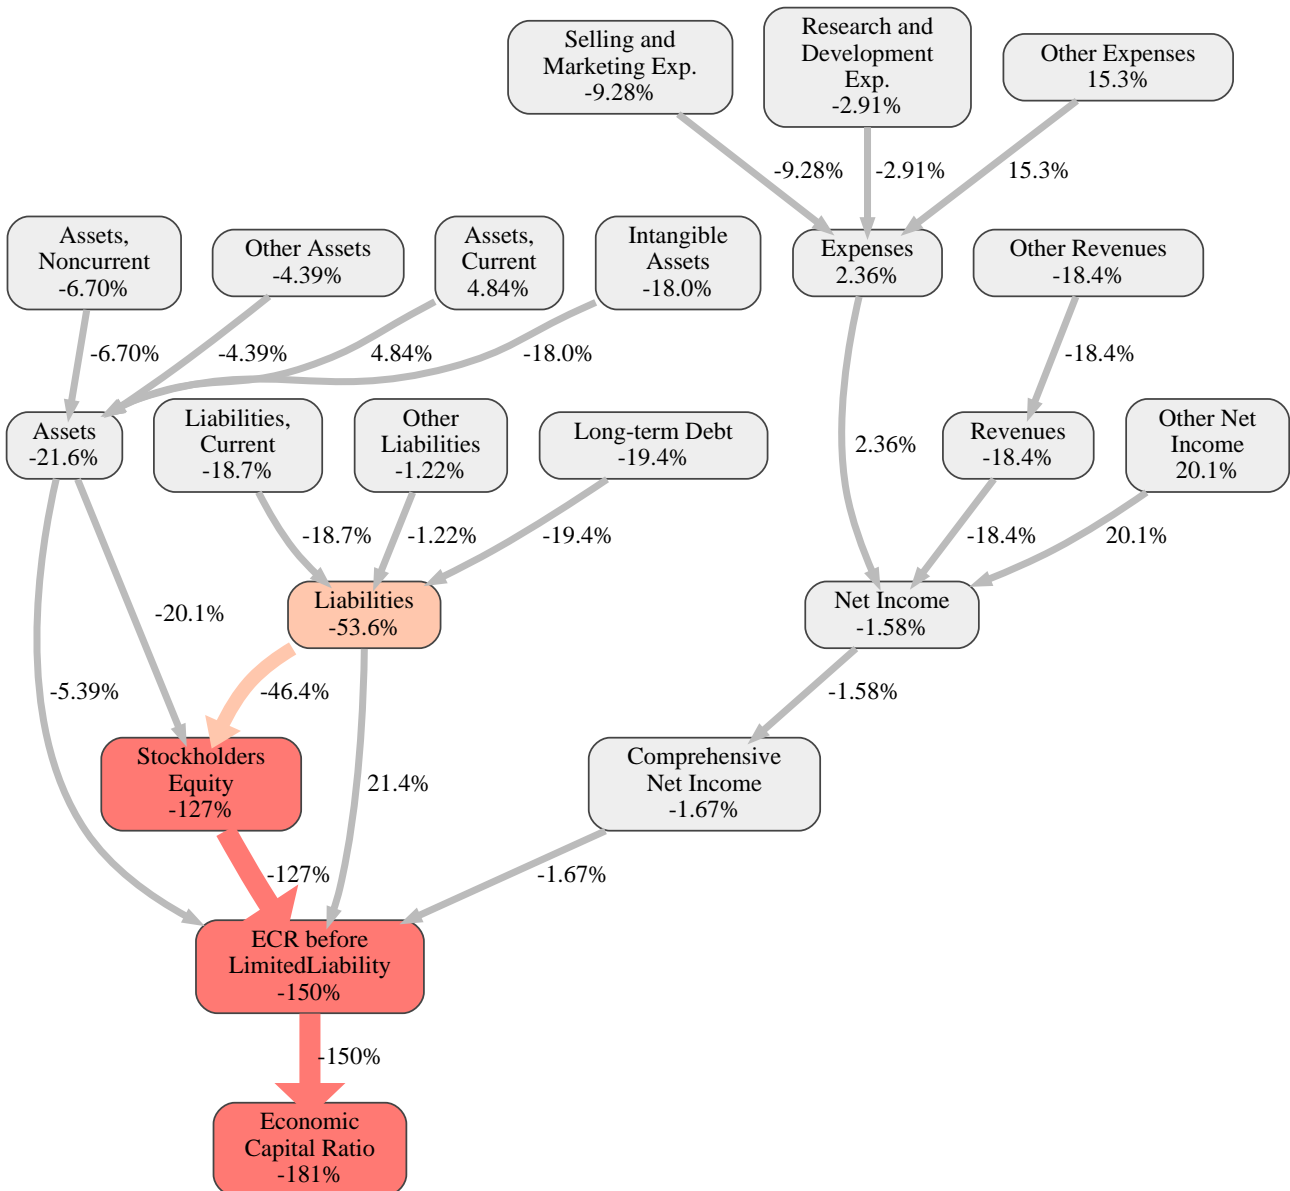 Selling and
Marketing Exp.
-9.28%
Research and
Development
Exp.
-2.91%
Other Expenses
15.3%
-9.28%
-2.91%
15.3%
Assets,
Noncurrent
-6.70%
Other Assets
-4.39%
Assets,
Current
4.84%
Intangible
Assets
-18.0%
Expenses
2.36%
Other Revenues
-18.4%
-6.70%
-4.39%
4.84%
-18.0%
-18.4%
Assets
-21.6%
Liabilities,
Current
-18.7%
Other
Liabilities
-1.22%
Long-term Debt
-19.4%
2.36%
Revenues
-18.4%
Other Net
Income
20.1%
-18.7%
-1.22%
-19.4%
-18.4%
20.1%
-20.1%
Liabilities
-53.6%
Net Income
-1.58%
-5.39%
-46.4%
-1.58%
Stockholders
Equity
-127%
21.4%
Comprehensive
Net Income
-1.67%
-127%
-1.67%
ECR before
LimitedLiability
-150%
-150%
Economic
Capital Ratio
-181%